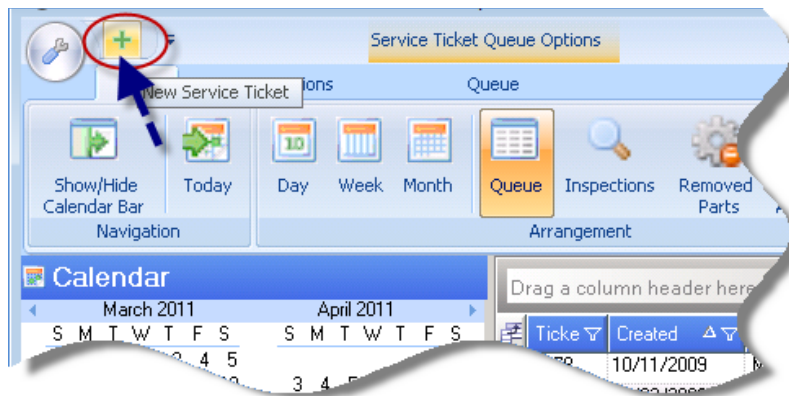 Service Ticket Queue Options
New Service Ticket
Queue
10
Show/Hide
Calendar Bar
Today
Day
Week
Month
Queue
Inspections
Removed
Parts
Navigation
Arrangement
Calendar
March 2011
April 2011
S M T W T F S
S M T W T F S
4 5
3 4
Drag a column header here
Ticke
Created
10/11/2009